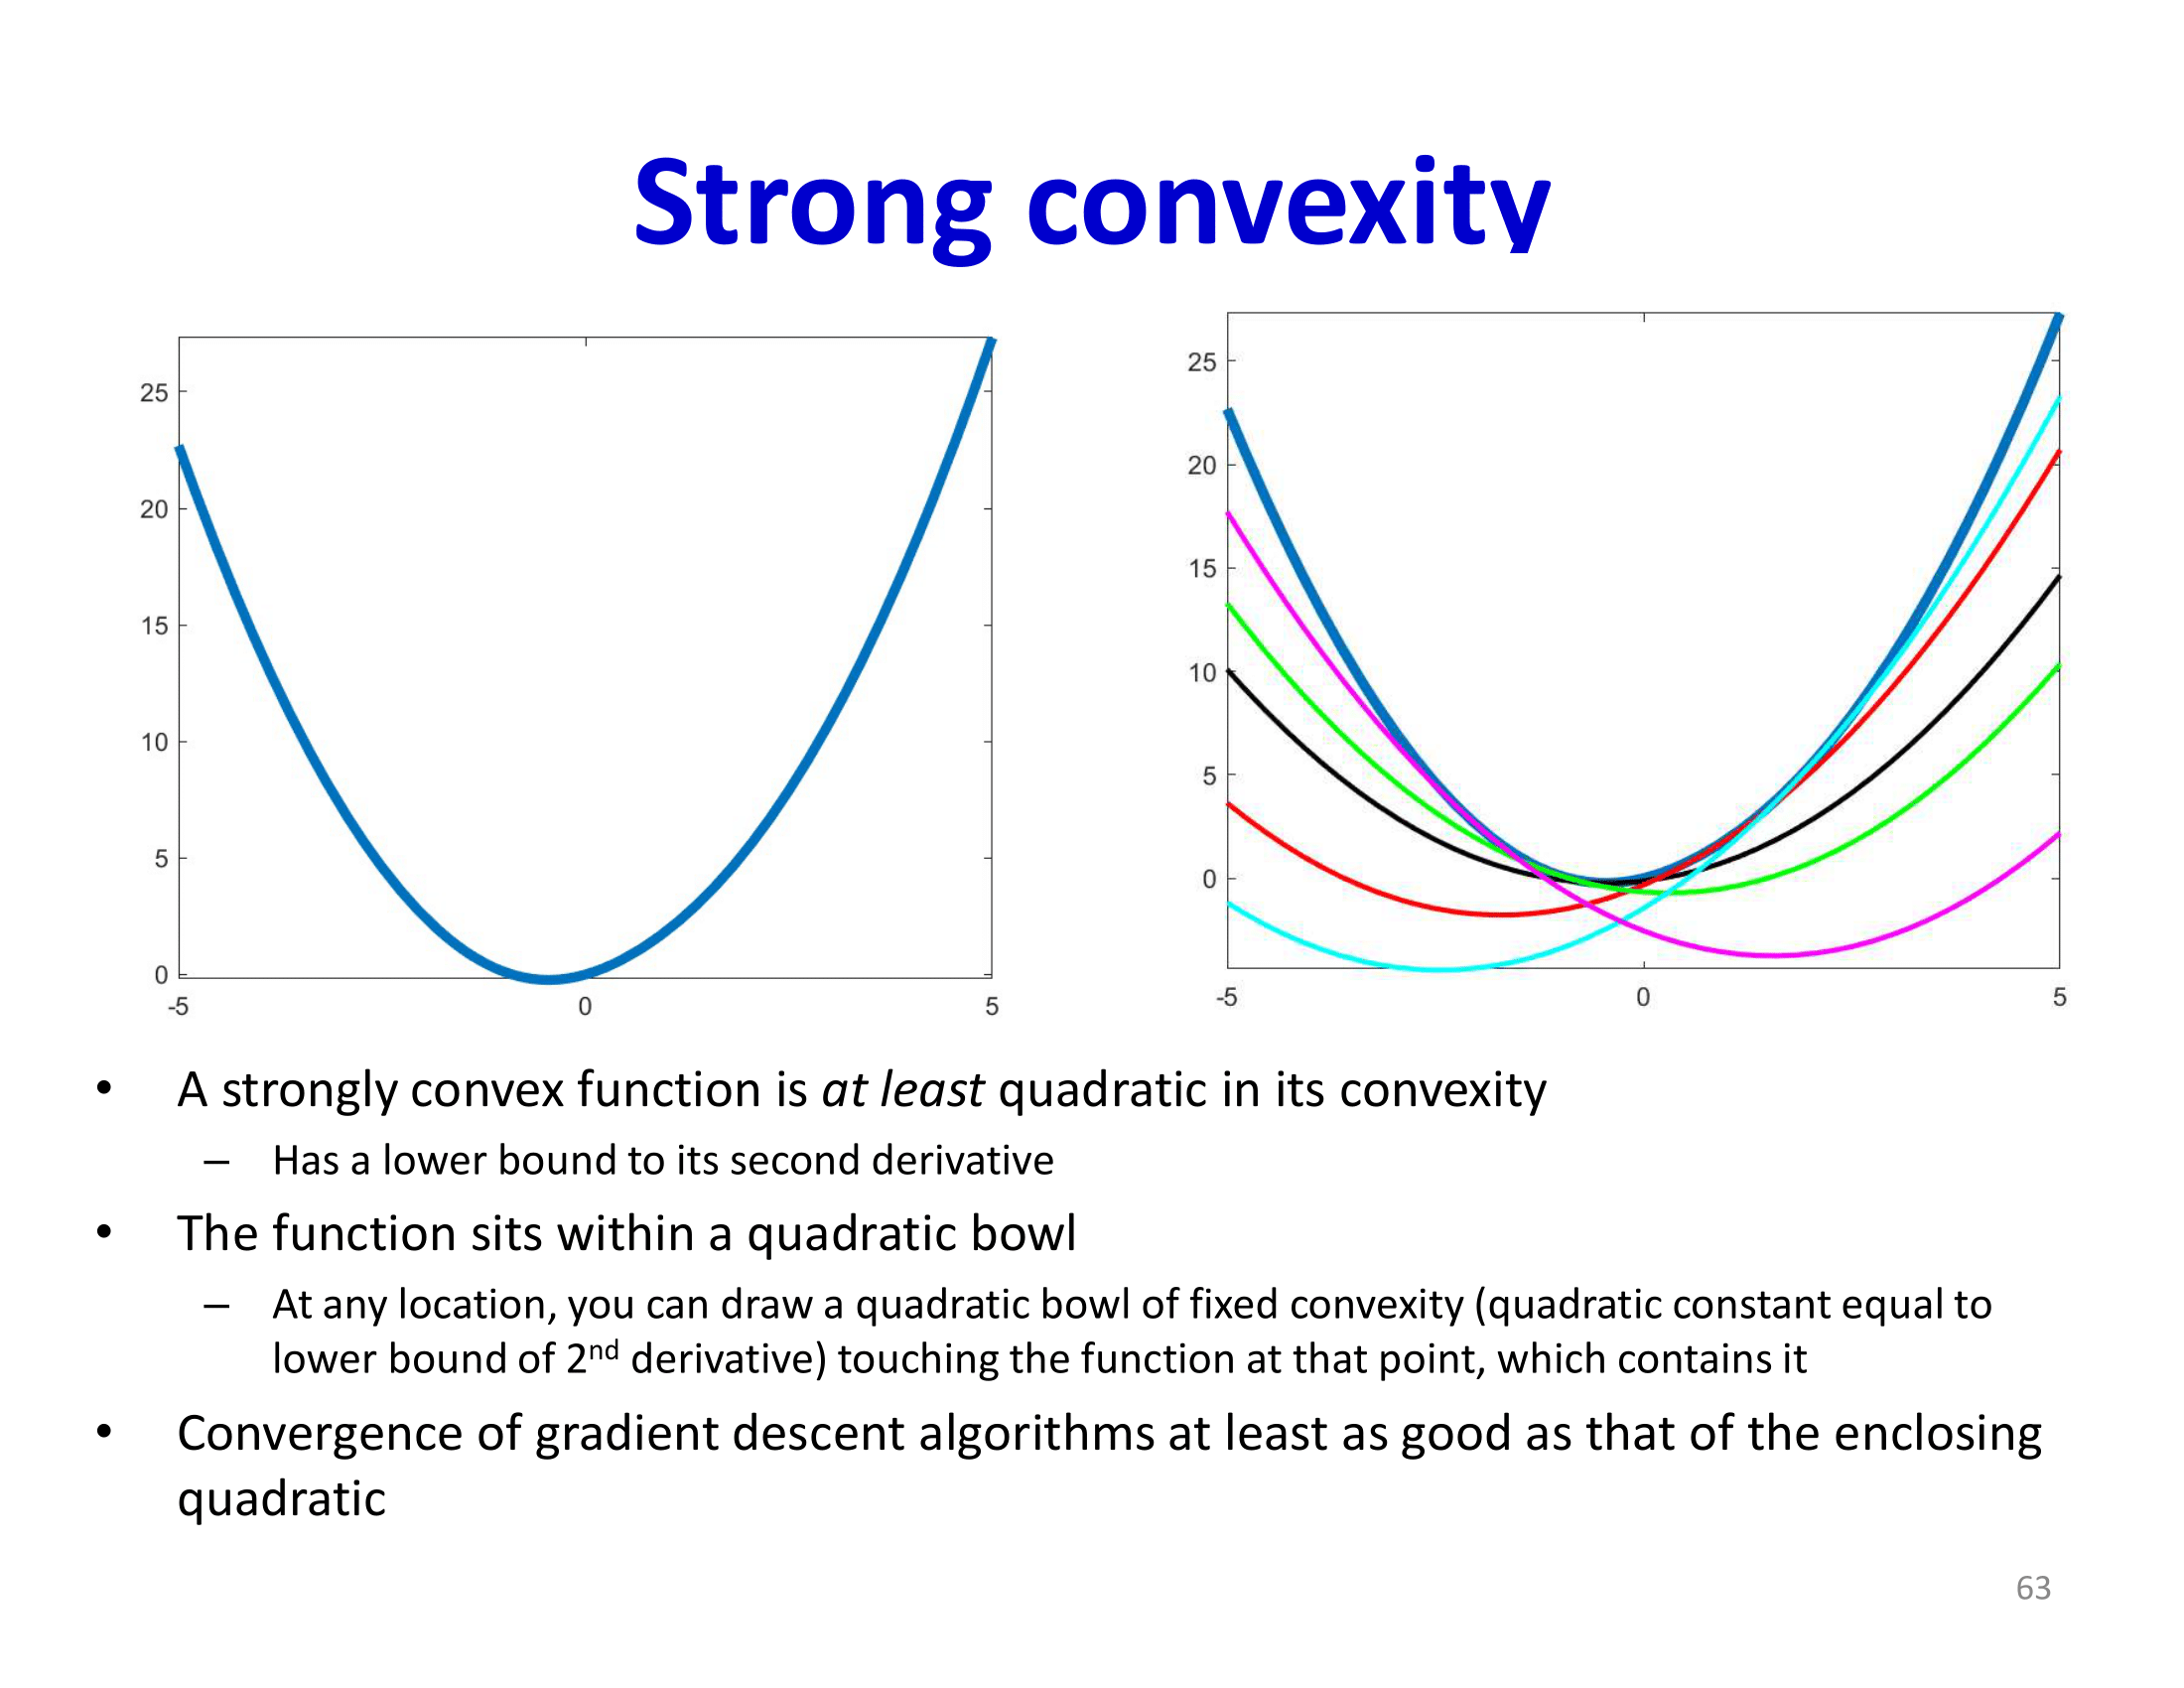 Strong convexity
25
20
15
10
5
0
-5 0 5
25
20
15
10
5
0
-5 0 5
• A strongly convex function is at least quadratic in its convexity
– Has a lower bound to its second derivative
• The function sits within a quadratic bowl
– At any location, you can draw a quadratic bowl of fixed convexity (quadratic constant equal to
lower bound of 2nd derivative) touching the function at that point, which contains it
• Convergence of gradient descent algorithms at least as good as that of the enclosing
quadratic
63